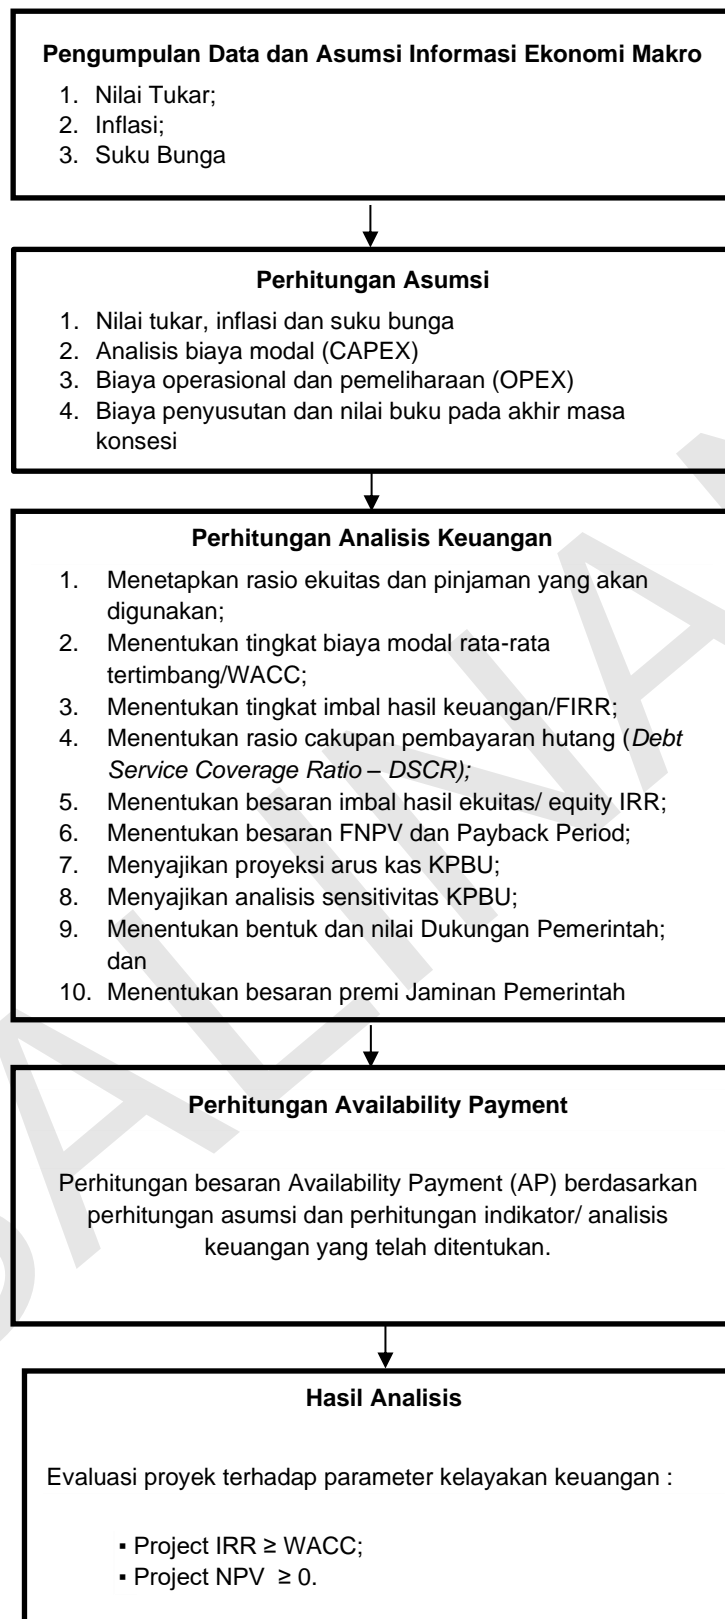 Pengumpulan Data dan Asumsi Informasi Ekonomi Makro
1. Nilai Tukar;
2. Inflasi;
3. Suku Bunga
Perhitungan Asumsi
1. Nilai tukar, inflasi dan suku bunga
2. Analisis biaya modal (CAPEX)
3. Biaya operasional dan pemeliharaan (OPEX)
4. Biaya penyusutan dan nilai buku pada akhir masa
konsesi
Perhitungan Analisis Keuangan
1. Menetapkan rasio ekuitas dan pinjaman yang akan
digunakan;
2. Menentukan tingkat biaya modal rata-rata
tertimbang/WACC;
3. Menentukan tingkat imbal hasil keuangan/FIRR;
4. Menentukan rasio cakupan pembayaran hutang (Debt
Service Coverage Ratio – DSCR);
5. Menentukan besaran imbal hasil ekuitas/ equity IRR;
6. Menentukan besaran FNPV dan Payback Period;
7. Menyajikan proyeksi arus kas KPBU;
8. Menyajikan analisis sensitivitas KPBU;
9. Menentukan bentuk dan nilai Dukungan Pemerintah;
dan
10. Menentukan besaran premi Jaminan Pemerintah
Perhitungan Availability Payment
Perhitungan besaran Availability Payment (AP) berdasarkan
perhitungan asumsi dan perhitungan indikator/ analisis
keuangan yang telah ditentukan.
Hasil Analisis
Evaluasi proyek terhadap parameter kelayakan keuangan :
▪ Project IRR ≥ WACC;
▪ Project NPV ≥ 0.
SALINAN